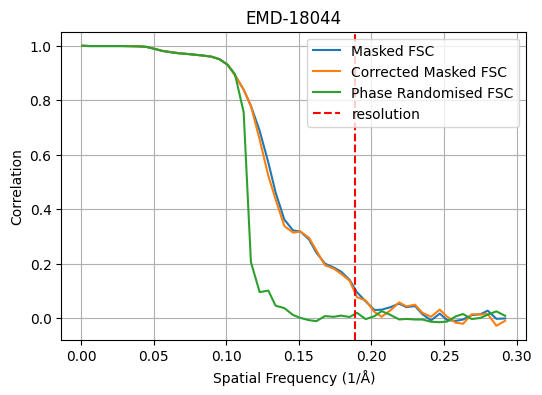 EMD-18044
Masked FSC
Corrected Masked FSC
Phase Randomised FSC
resolution
Correlation
1.0
0.8
0.6
0.4
0.2
0.0
0.00 0.05 0.10 0.15 0.20 0.25 0.30
Spatial Frequency (1/Å)